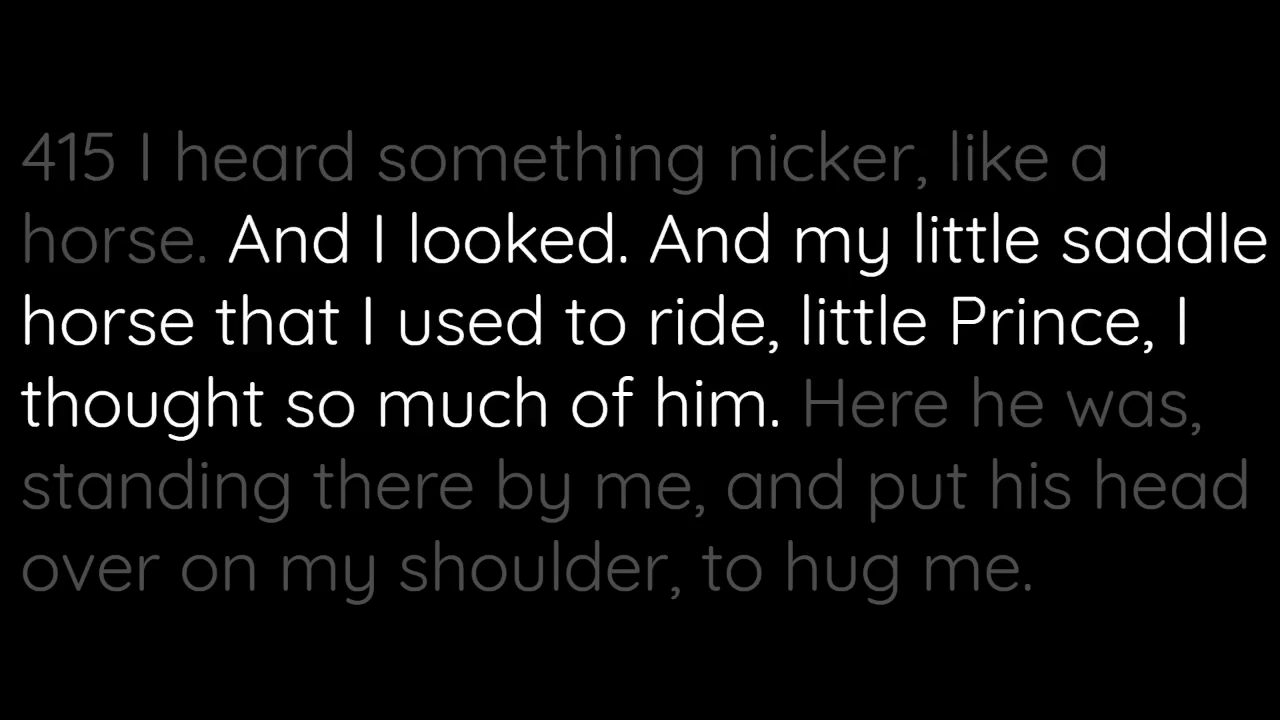 415 I heard something nicker, like a
horse. And I looked. And my little saddle
horse that I used to ride, little Prince, I
thought so much of him. Here he was,
standing there by me, and put his head
over on my shoulder, to hug me.